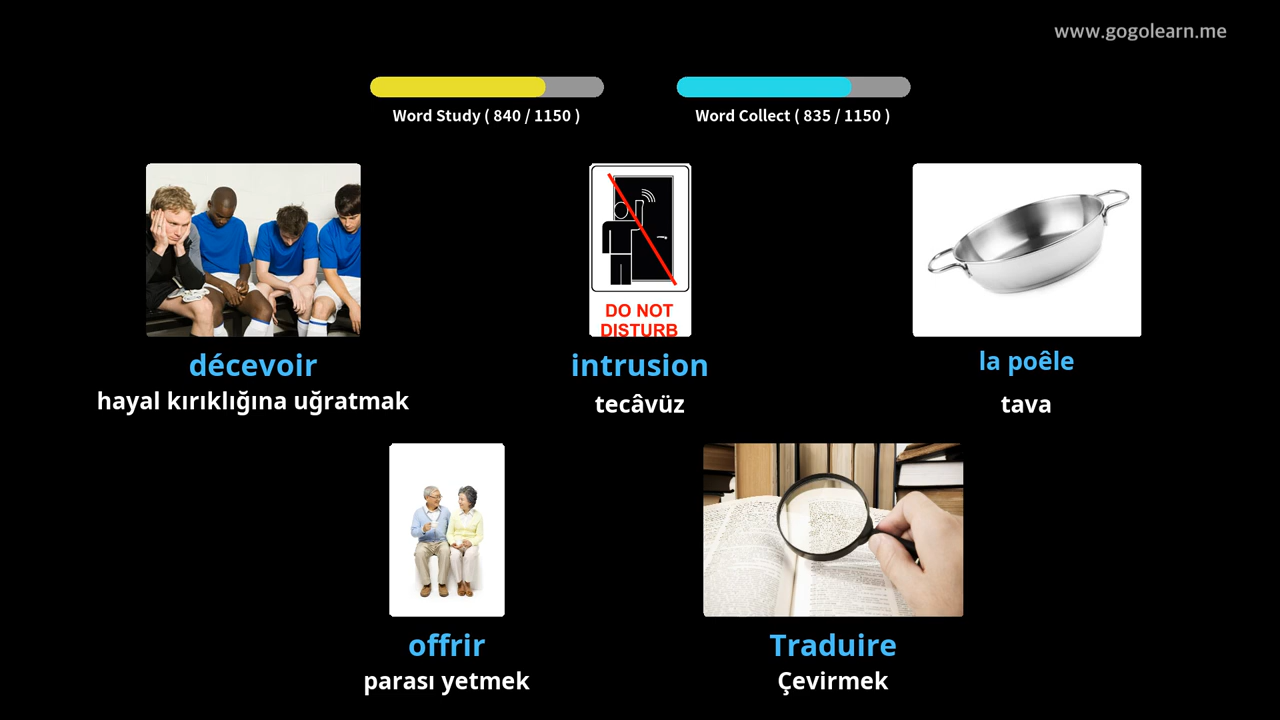 www.gogolearn.me
Word Study ( 840 / 1150 )
Word Collect ( 835 / 1150 )
DO NOT
DISTURB
décevoir
hayal kırıklığına uğratmak
intrusion
tecâvüz
la poêle
tava
offrir
parası yetmek
Traduire
Çevirmek